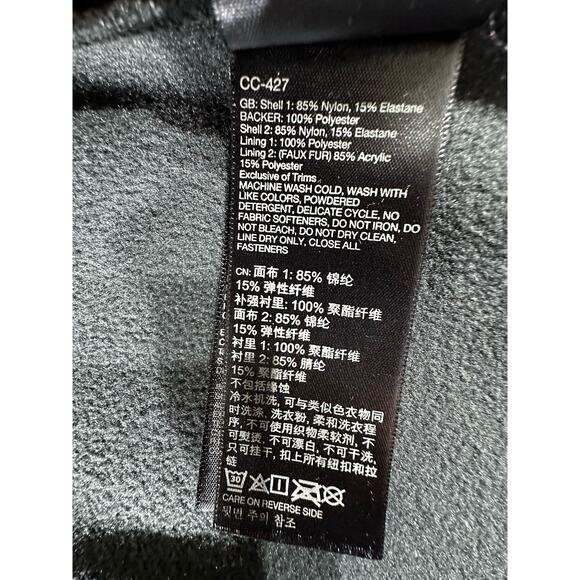 CC-427
GB: Shell 1: 85% Nylon, 15% Elastane
BACKER: 100% Polyester
Shell 2: 85% Nylon, 15% Elastane
Lining 1: 100% Polyester
Lining 2: (FAUX FUR) 85% Acrylic
15% Polyester
Exclusive of Trims
MACHINE WASH COLD, WASH WITH
LIKE COLORS, POWDERED
DETERGENT, DELICATE CYCLE, NO
FABRIC SOFTENERS, DO NOT IRON, DO
NOT BLEACH, DO NOT DRY CLEAN,
LINE DRY ONLY, CLOSE ALL
FASTENERS
CN: 面布 1: 85% 锦纶
15% 弹性纤维
补强衬里: 100% 聚酯纤维
面布 2: 85% 锦纶
15% 弹性纤维
衬里 1: 100% 聚酯纤维
衬里 2: 85% 腈纶
15% 聚酯纤维
不包括缘蚀
冷水机洗, 可与类似色衣物同
时洗涤, 洗衣粉, 柔和洗衣程
序, 不可使用织物柔软剂, 不
可熨烫, 不可漂白, 不可干洗,
只可挂干, 扣上所有纽扣和拉
链
30
CARE ON REVERSE SIDE
뒷면 주의 참조